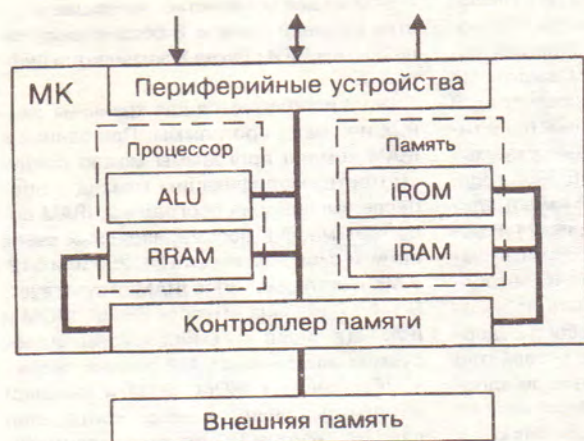 МК
Периферийные устройства
Процессор
Память
ALU
iROM
RRAM
iRAM
Контроллер памяти
Внешняя память